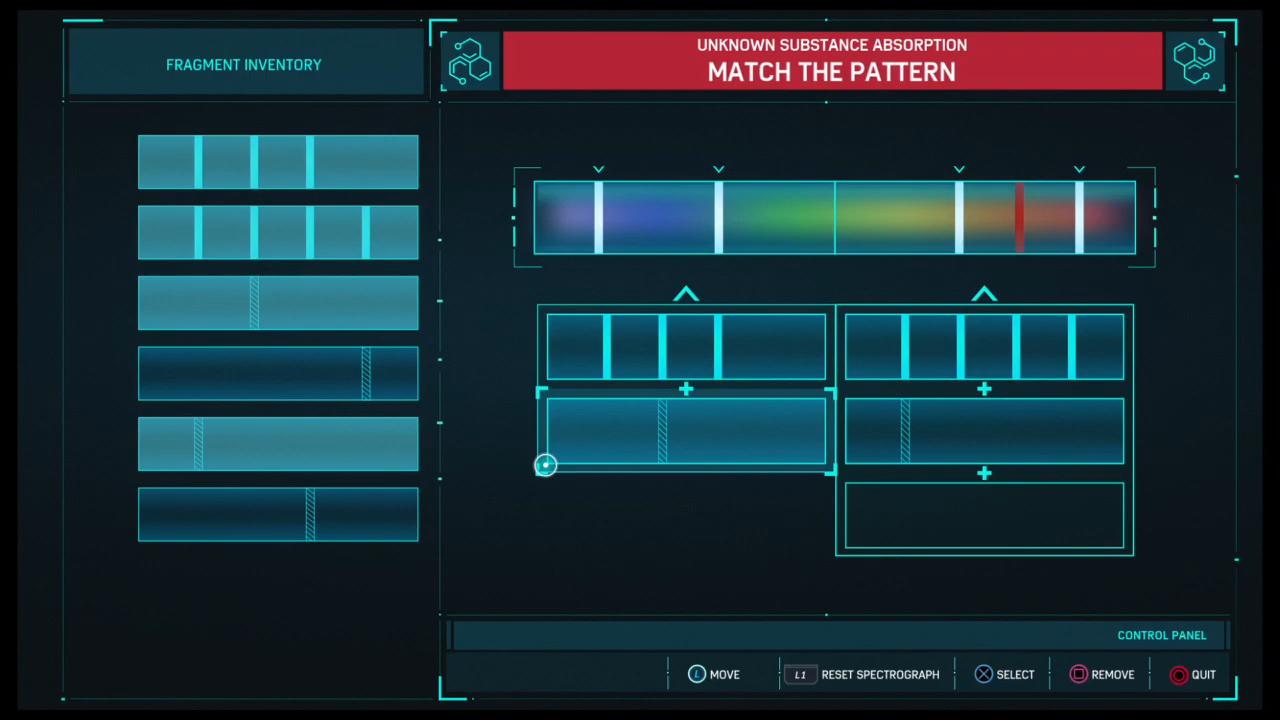 FRAGMENT INVENTORY
UNKNOWN SUBSTANCE ABSORPTION
MATCH THE PATTERN
CONTROL PANEL
L MOVE
L1 RESET SPECTROGRAPH
SELECT
REMOVE
QUIT